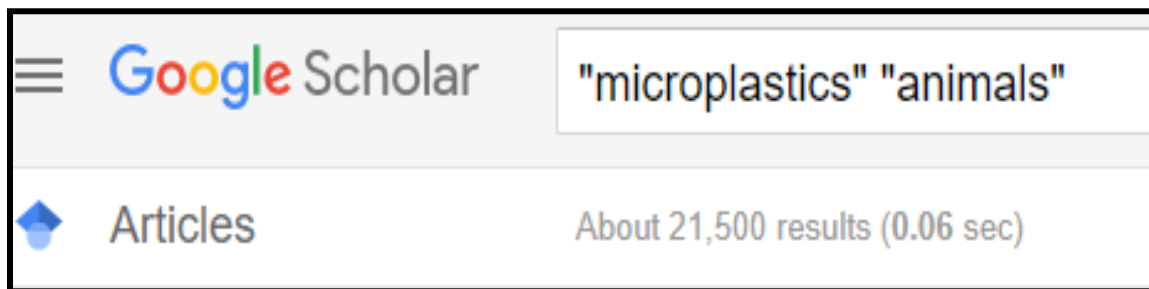 Google Scholar "microplastics" "animals"
Articles About 21,500 results (0.06 sec)